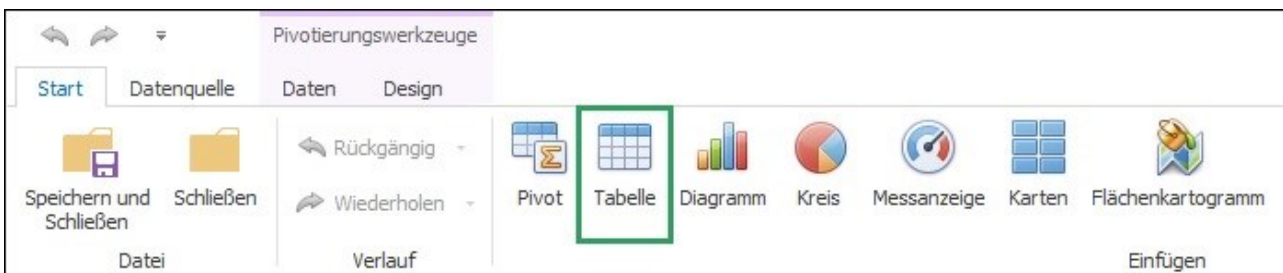 Pivotierungswerkzeuge
Start Datenquelle Daten Design
Speichern und Schließen
Schließen
Rückgängig
Wiederholen
Pivot Tabelle Diagramm Kreis Messanzeige Karten Flächenkartogramm
Datei Verlauf Einfügen